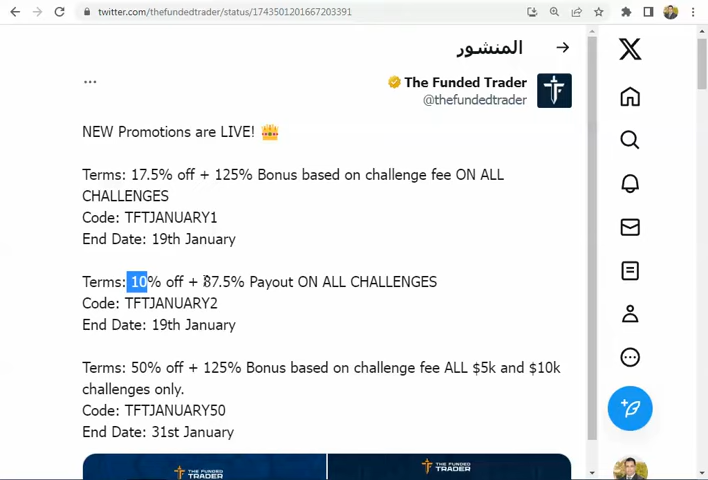 twitter.com/thefundedtrader/status/1743501201667203391
المنشور
The Funded Trader
@thefundedtrader
NEW Promotions are LIVE!
Terms: 17.5% off + 125% Bonus based on challenge fee ON ALL
CHALLENGES
Code: TFTJANUARY1
End Date: 19th January
Terms: 10% off + 87.5% Payout ON ALL CHALLENGES
Code: TFTJANUARY2
End Date: 19th January
Terms: 50% off + 125% Bonus based on challenge fee ALL $5k and $10k
challenges only.
Code: TFTJANUARY50
End Date: 31st January
THE FUNDED
TRADER
THE FUNDED
TRADER